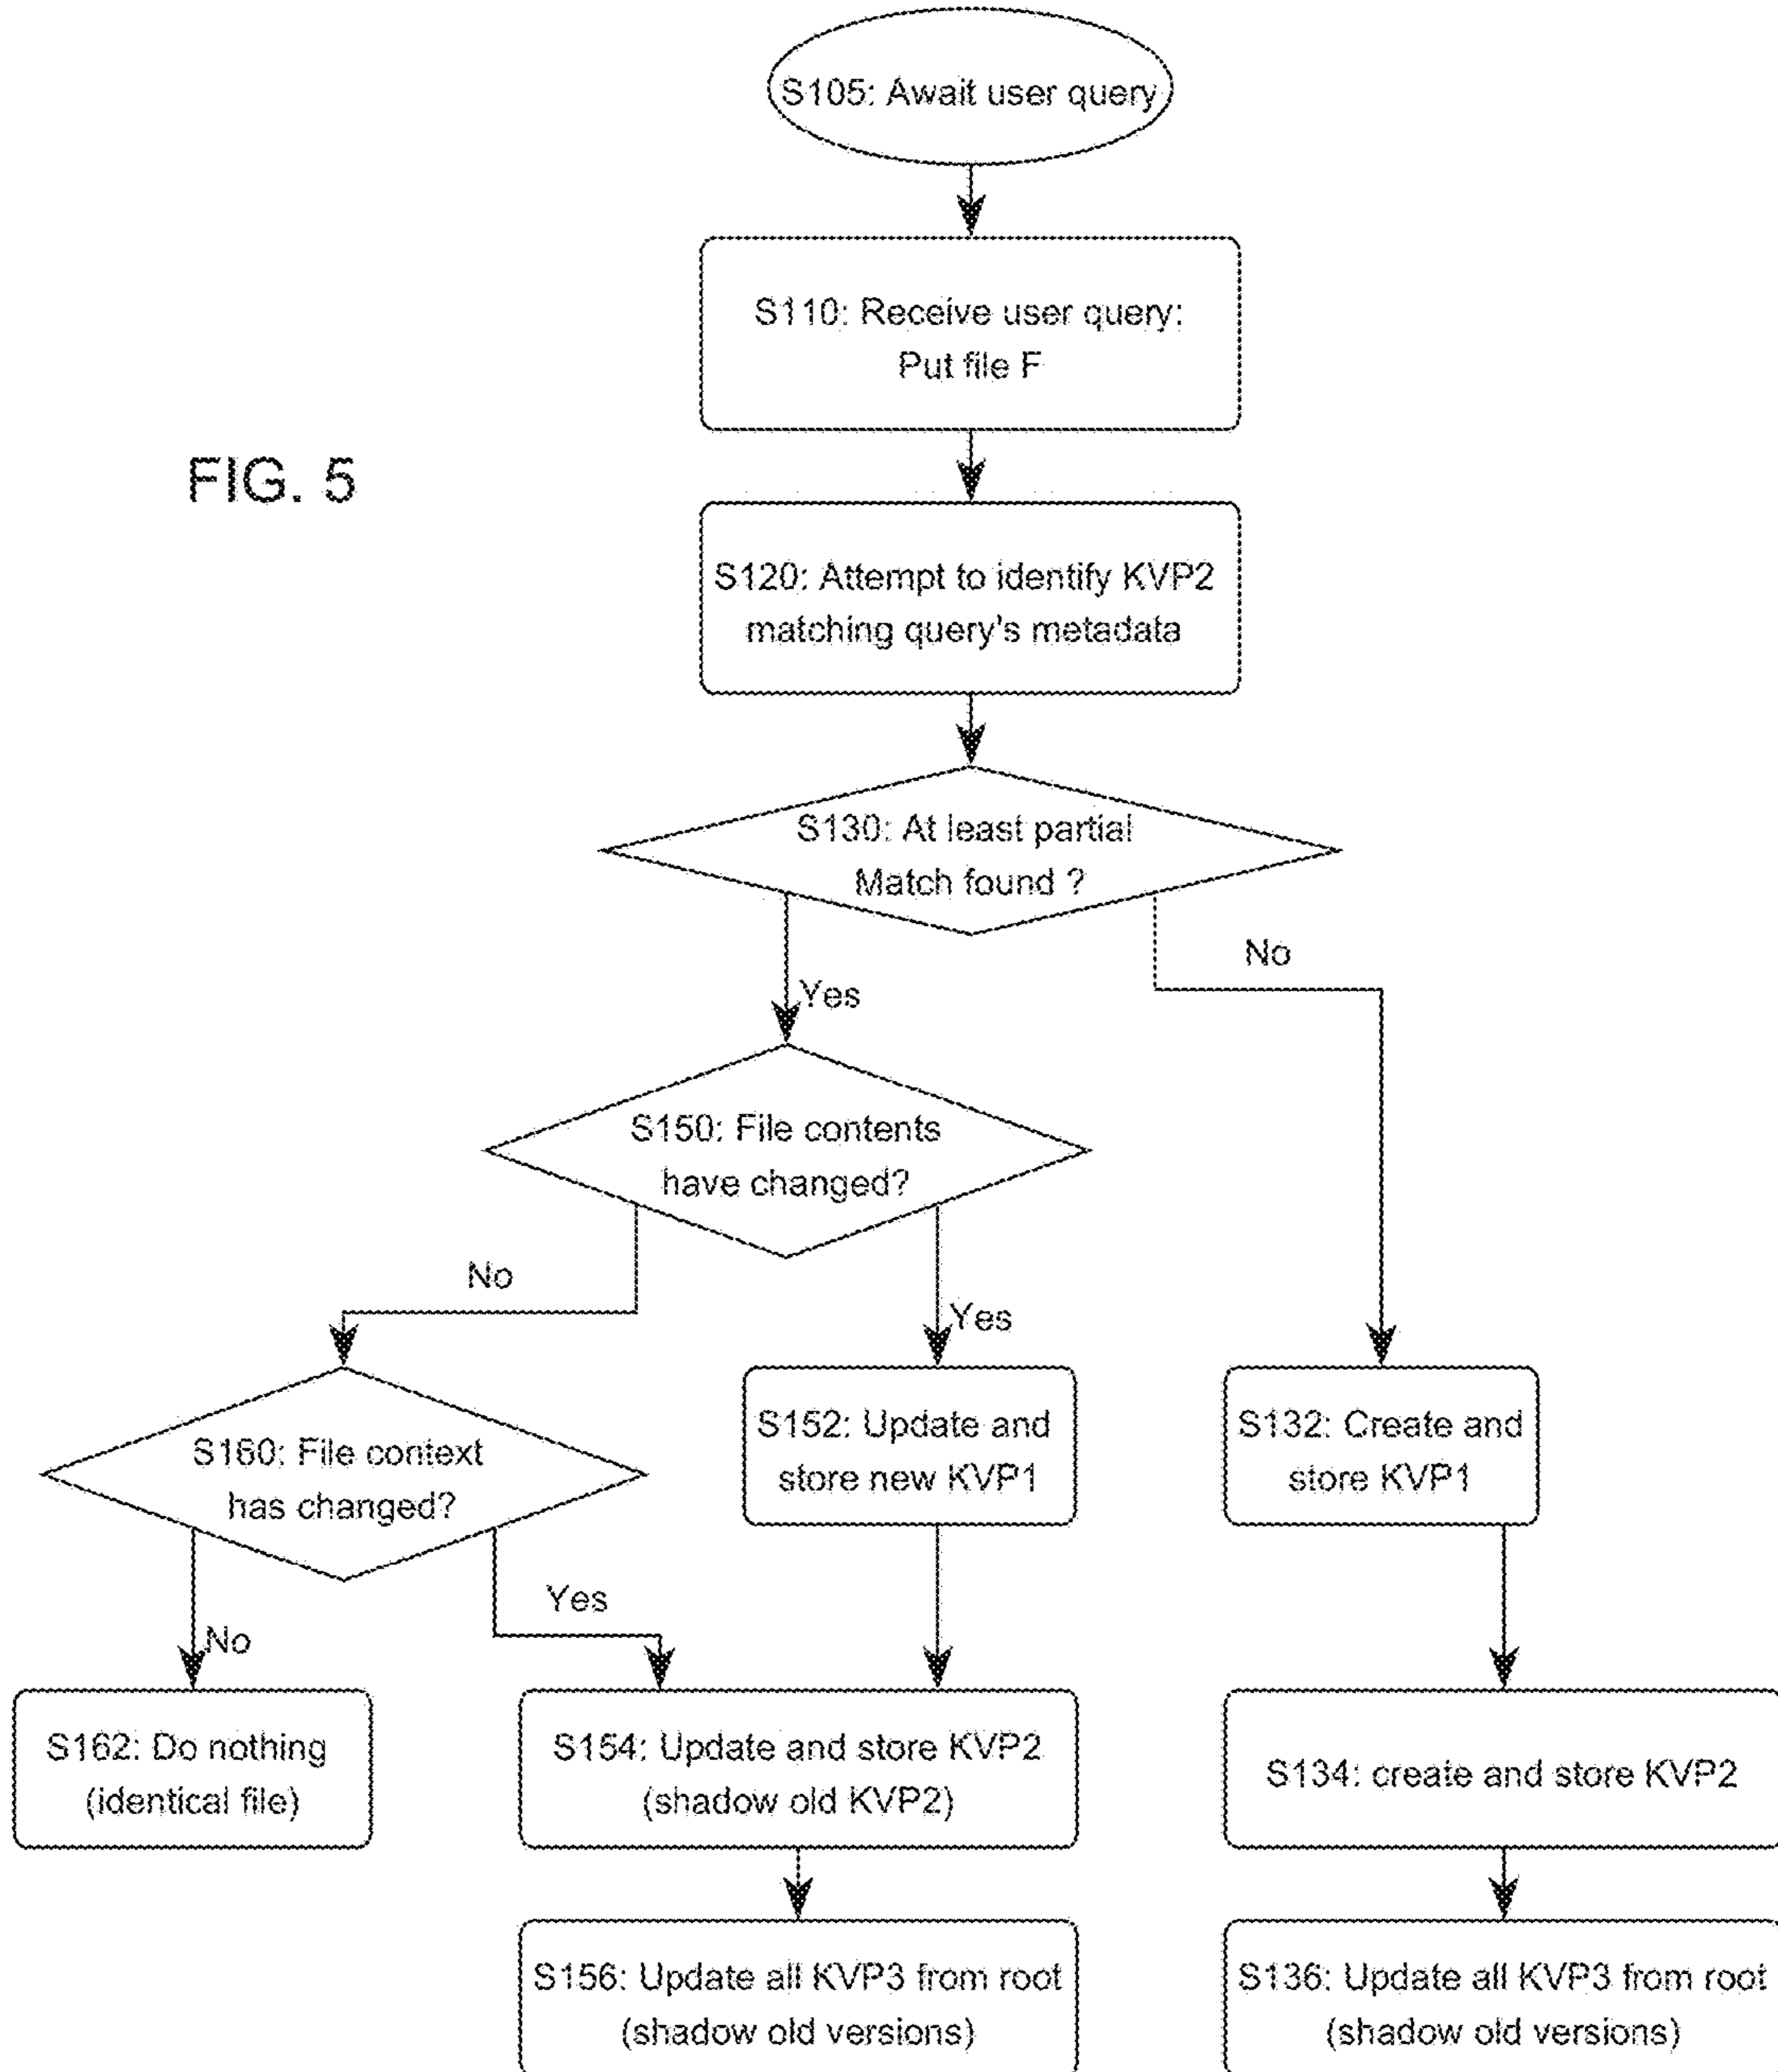 S105: Await user query
S110: Receive user query:
Put file F
FIG. 5
S120: Attempt to identify KVP2
matching query's metadata
S130: At least partial
Match found ?
No
Yes
S150: File contents
have changed?
No
Yes
S160: File context
has changed?
S152: Update and
store new KVP1
S132: Create and
store KVP1
Yes
No
S162: Do nothing
(identical file)
S154: Update and store KVP2
(shadow old KVP2)
S134: create and store KVP2
S156: Update all KVP3 from root
(shadow old versions)
S136: Update all KVP3 from root
(shadow old versions)